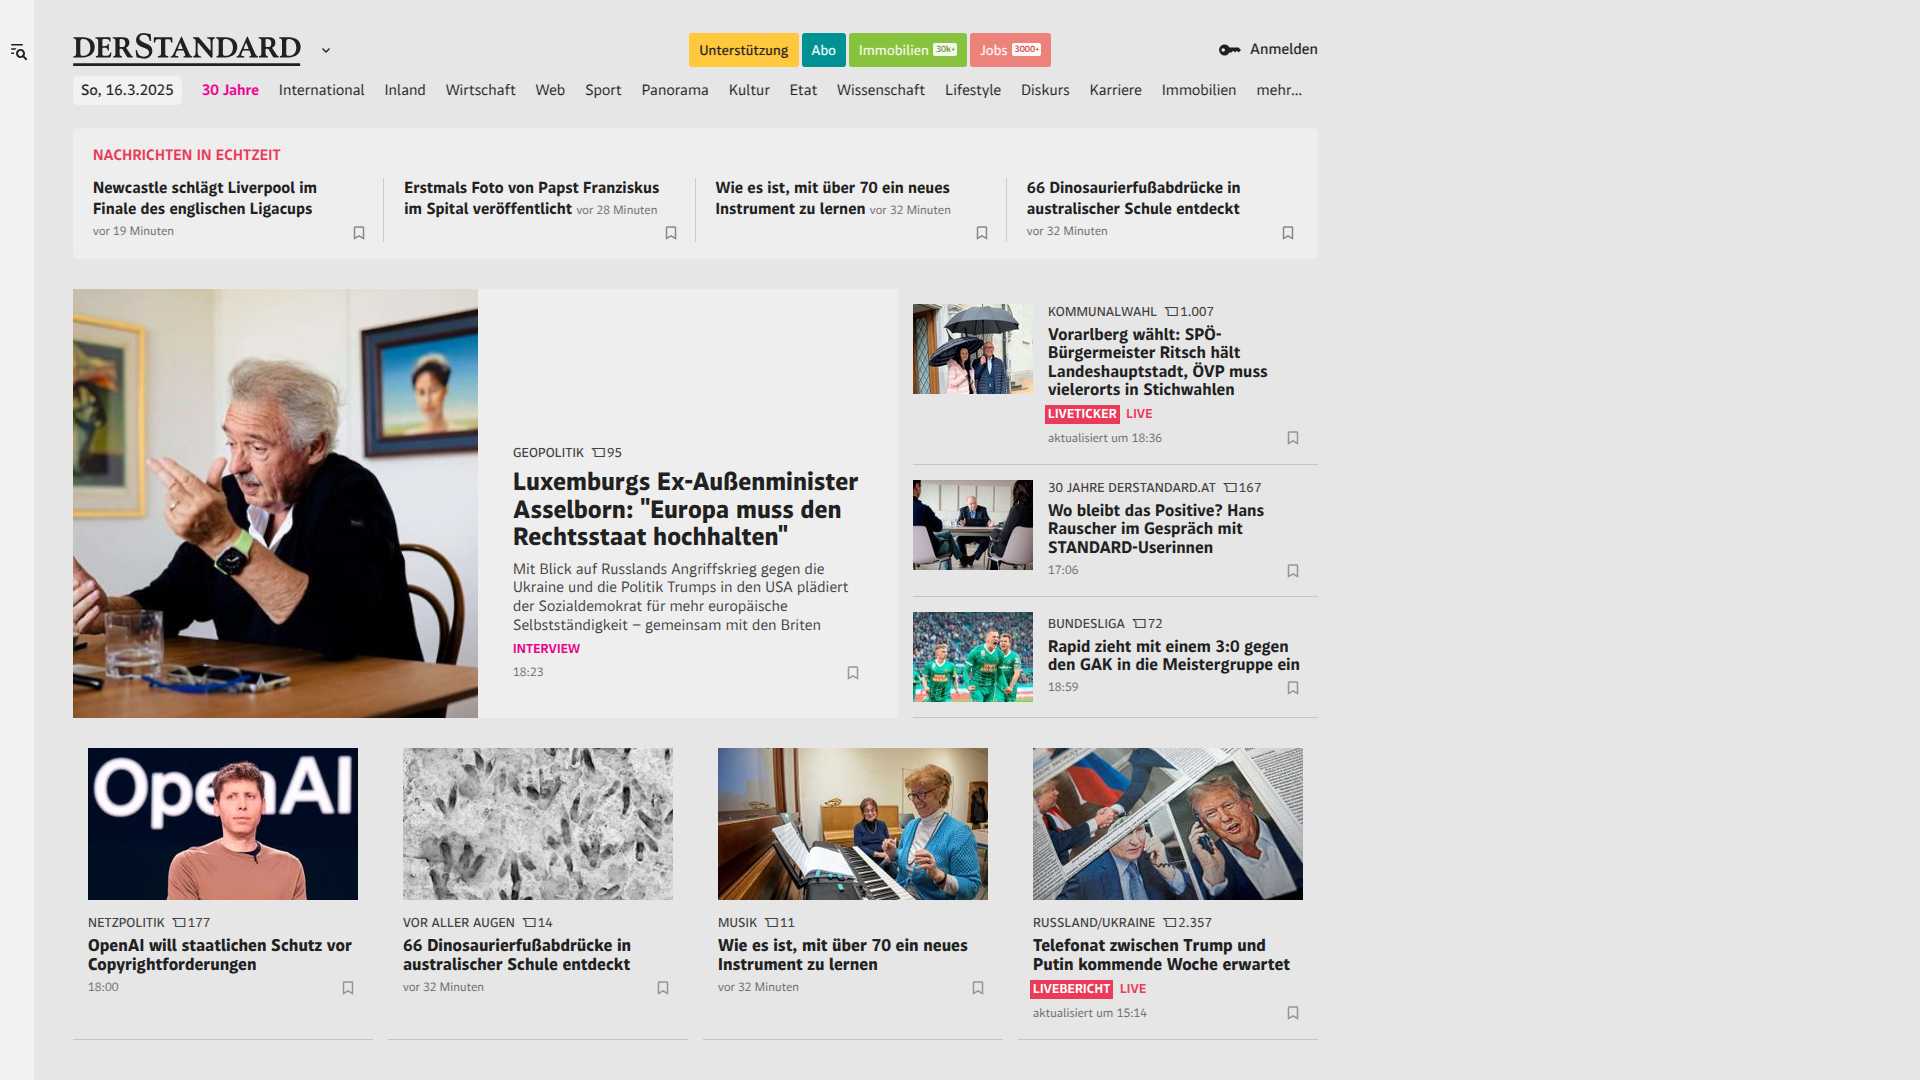 DERSTANDARD
Unterstützung
Abo
Immobilien 30k+
Jobs 3000+
Anmelden
So, 16.3.2025
30 Jahre
International
Inland
Wirtschaft
Web
Sport
Panorama
Kultur
Etat
Wissenschaft
Lifestyle
Diskurs
Karriere
Immobilien
mehr...
NACHRICHTEN IN ECHTZEIT
Newcastle schlägt Liverpool im
Finale des englischen Ligacups
vor 19 Minuten
Erstmals Foto von Papst Franziskus
im Spital veröffentlicht vor 28 Minuten
Wie es ist, mit über 70 ein neues
Instrument zu lernen vor 32 Minuten
66 Dinosaurierfußabdrücke in
australischer Schule entdeckt
vor 32 Minuten
GEOPOLITIK 95
Luxemburgs Ex-Außenminister
Asselborn: "Europa muss den
Rechtsstaat hochhalten"
Mit Blick auf Russlands Angriffskrieg gegen die
Ukraine und die Politik Trumps in den USA plädiert
der Sozialdemokrat für mehr europäische
Selbstständigkeit – gemeinsam mit den Briten
INTERVIEW
18:23
KOMMUNALWAHL 1.007
Vorarlberg wählt: SPÖ-
Bürgermeister Ritsch hält
Landeshauptstadt, ÖVP muss
vielerorts in Stichwahlen
LIVETICKER LIVE
aktualisiert um 18:36
30 JAHRE DERSTANDARD.AT 167
Wo bleibt das Positive? Hans
Rauscher im Gespräch mit
STANDARD-Userinnen
17:06
BUNDESLIGA 72
Rapid zieht mit einem 3:0 gegen
den GAK in die Meistergruppe ein
18:59
OpenAI
NETZPOLITIK 177
OpenAI will staatlichen Schutz vor
Copyrightforderungen
18:00
VOR ALLER AUGEN 14
66 Dinosaurierfußabdrücke in
australischer Schule entdeckt
vor 32 Minuten
MUSIK 11
Wie es ist, mit über 70 ein neues
Instrument zu lernen
vor 32 Minuten
RUSSLAND/UKRAINE 2.357
Telefonat zwischen Trump und
Putin kommende Woche erwartet
LIVEBERICHT LIVE
aktualisiert um 15:14